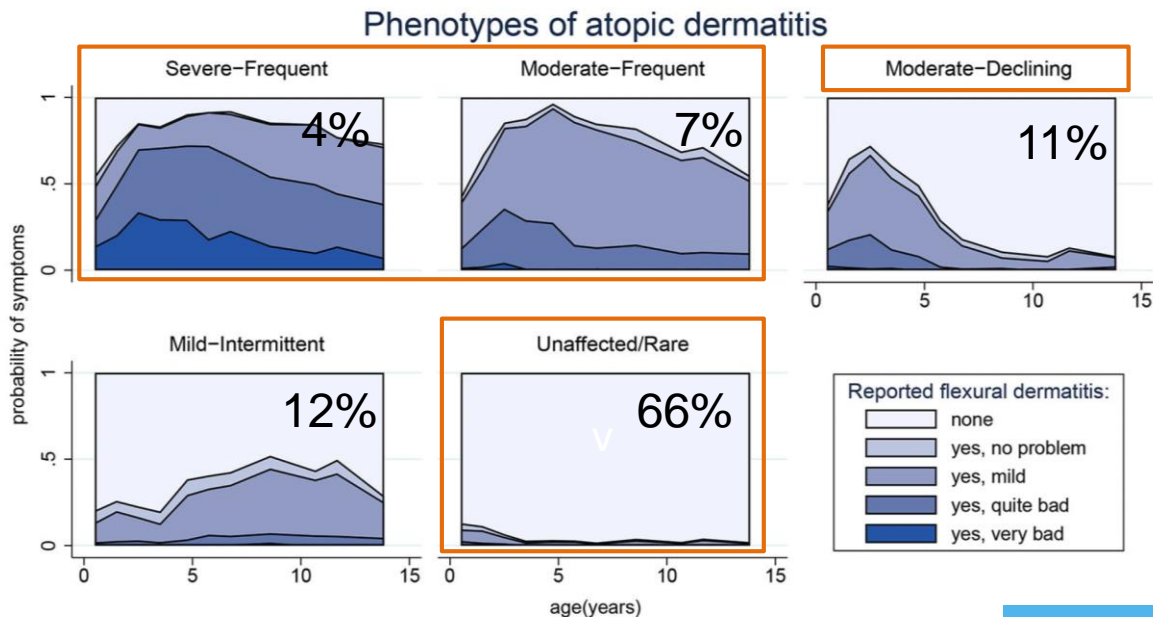 Phenotypes of atopic dermatitis
Severe−Frequent
Moderate−Frequent
Moderate−Declining
4%
7%
11%
1
.5
0
0
5
10
15
probability of symptoms
Mild−Intermittent
Unaffected/Rare
12%
66%
v
1
.5
0
0
5
10
15
0
5
10
15
age(years)
Reported flexural dermatitis:
none
yes, no problem
yes, mild
yes, quite bad
yes, very bad